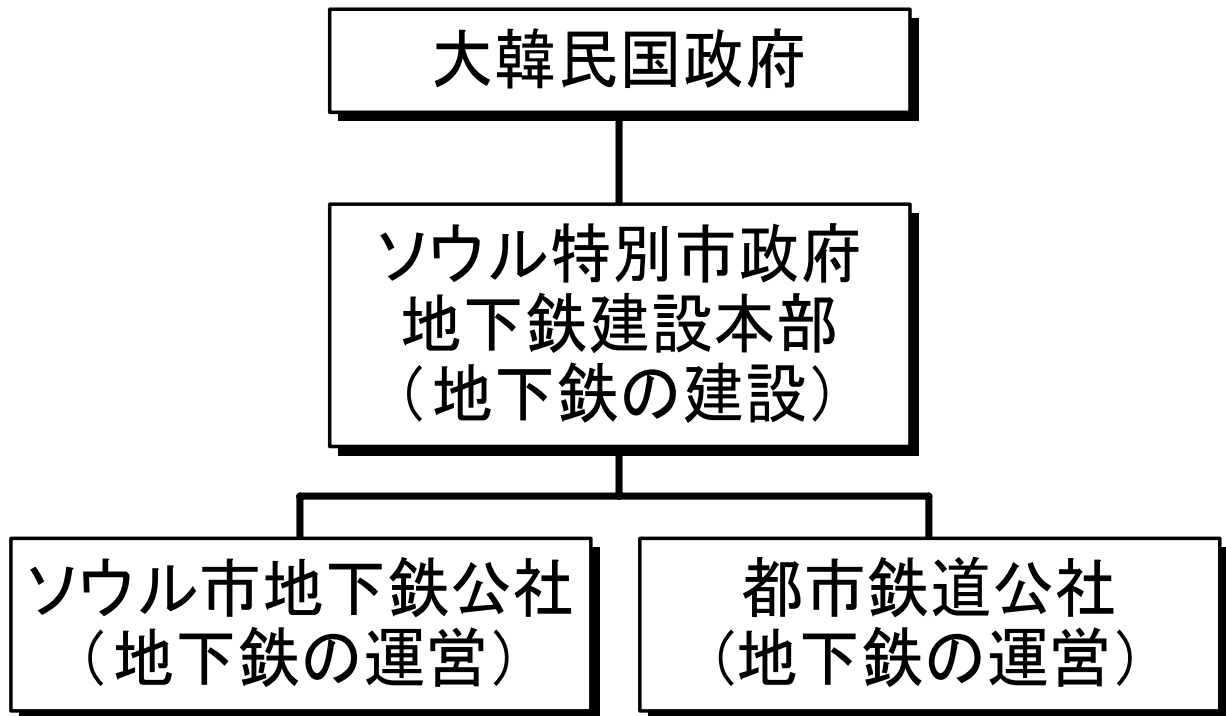 大韓民国政府
ソウル特別市政府
地下鉄建設本部
（地下鉄の建設）
ソウル市地下鉄公社
（地下鉄の運営）
都市鉄道公社
（地下鉄の運営）